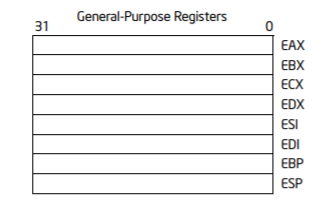 General-Purpose Registers
31 0
EAX
EBX
ECX
EDX
ESI
EDI
EBP
ESP